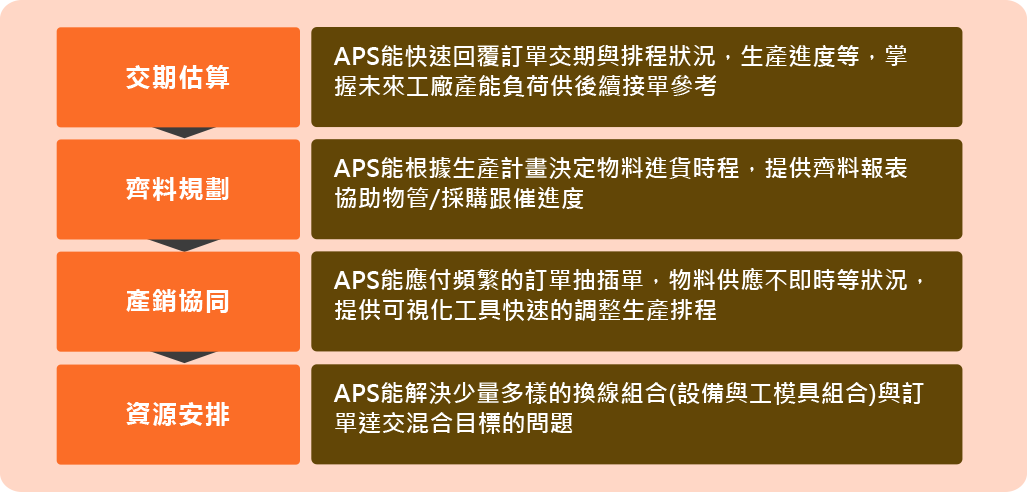 交期估算
APS能快速回覆訂單交期與排程狀況，生產進度等，掌
握未來工廠產能負荷供後續接單參考
齊料規劃
APS能根據生產計畫決定物料進貨時程，提供齊料報表
協助物管/採購跟催進度
產銷協同
APS能應付頻繁的訂單抽插單，物料供應不即時等狀況，
提供可視化工具快速的調整生產排程
資源安排
APS能解決少量多樣的換線組合(設備與工模具組合)與訂
單達交混合目標的問題